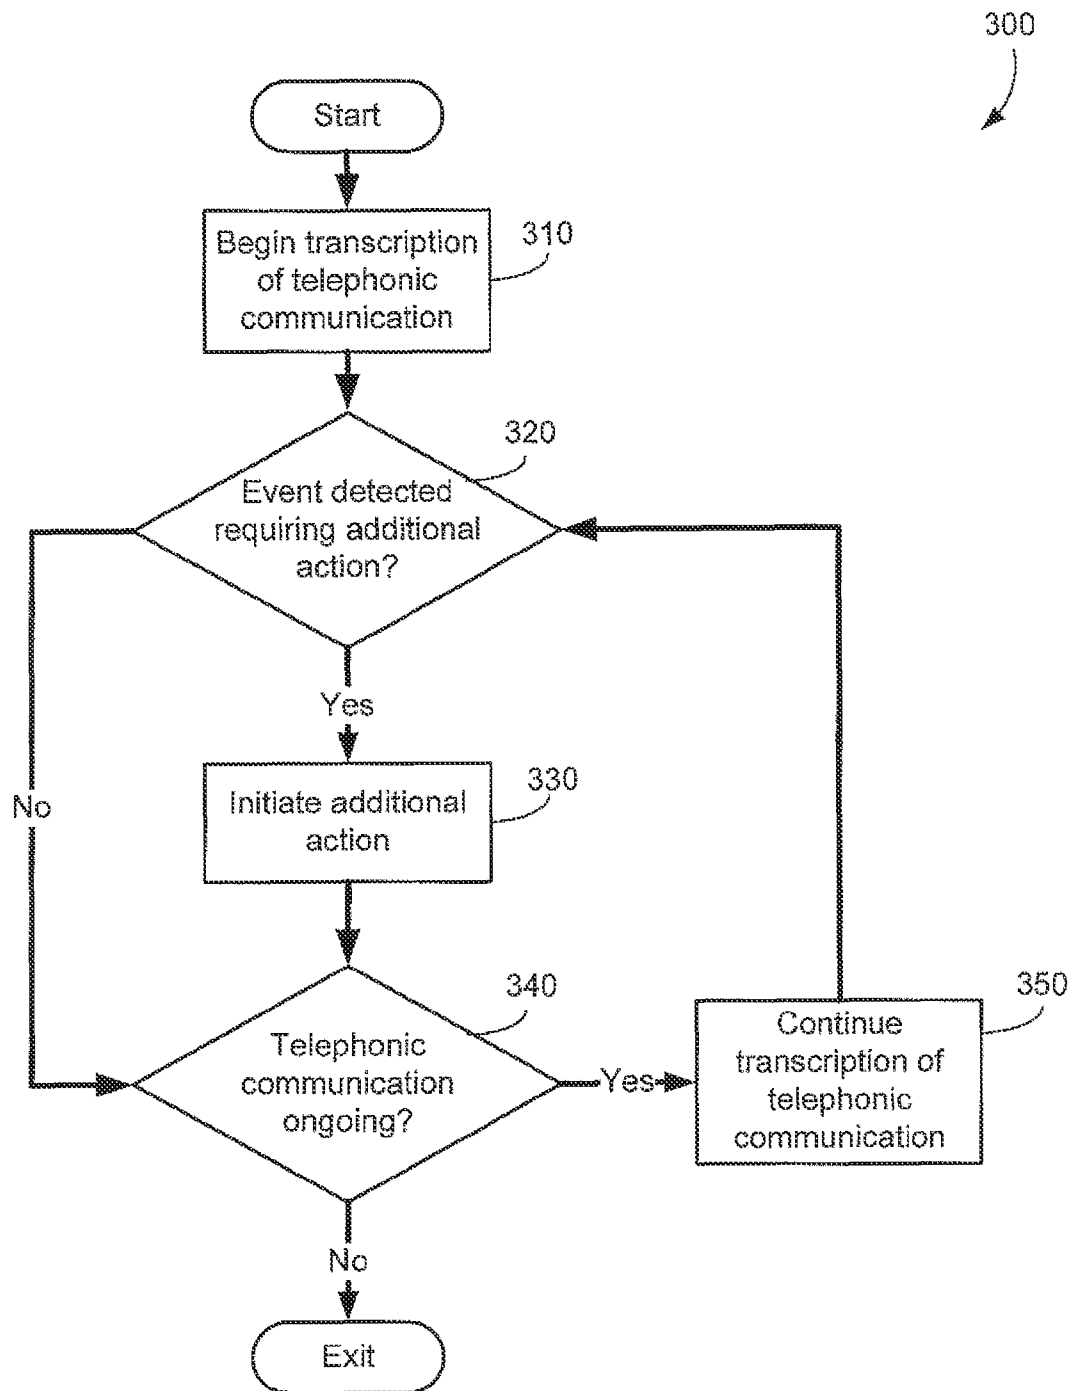 300
Start
Begin transcription
of telephonic
communication
310
320
Event detected
requiring additional
action?
Yes
No
330
Initiate additional
action
340
Telephonic
communication
ongoing?
Yes
350
Continue
transcription of
telephonic
communication
No
Exit